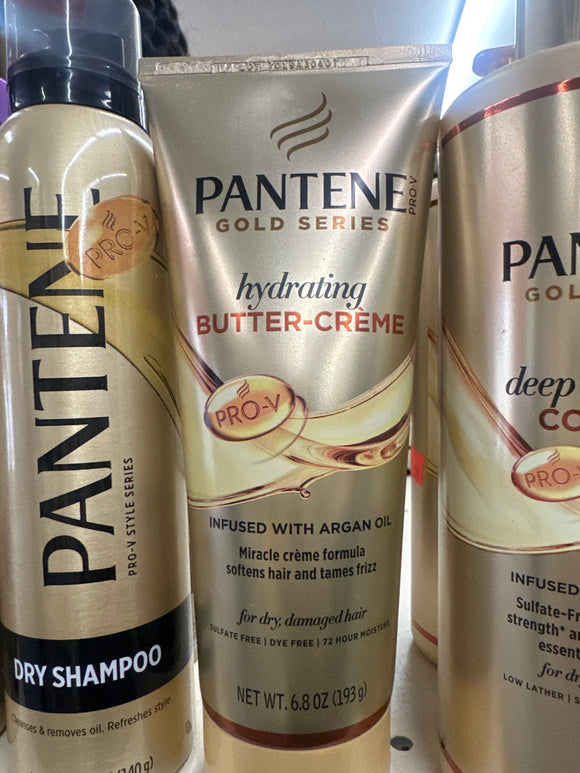 PANTENE
PRO-V
PRO-V STYLE SERIES
DRY SHAMPOO
Cleanses & removes oil. Refreshes style.
PANTENE
PRO-V
GOLD SERIES
hydrating
BUTTER-CRÈME
PRO-V
INFUSED WITH ARGAN OIL
Miracle crème formula
softens hair and tames frizz
for dry, damaged hair
SULFATE FREE | DYE FREE | 72 HOUR MOISTURE
NET WT. 6.8 OZ (193 g)
PAN
GOL
deep
CO
PRO-V
INFUSED
Sulfate-Fr
strength* a
essent
for d
LOW LATHER | S